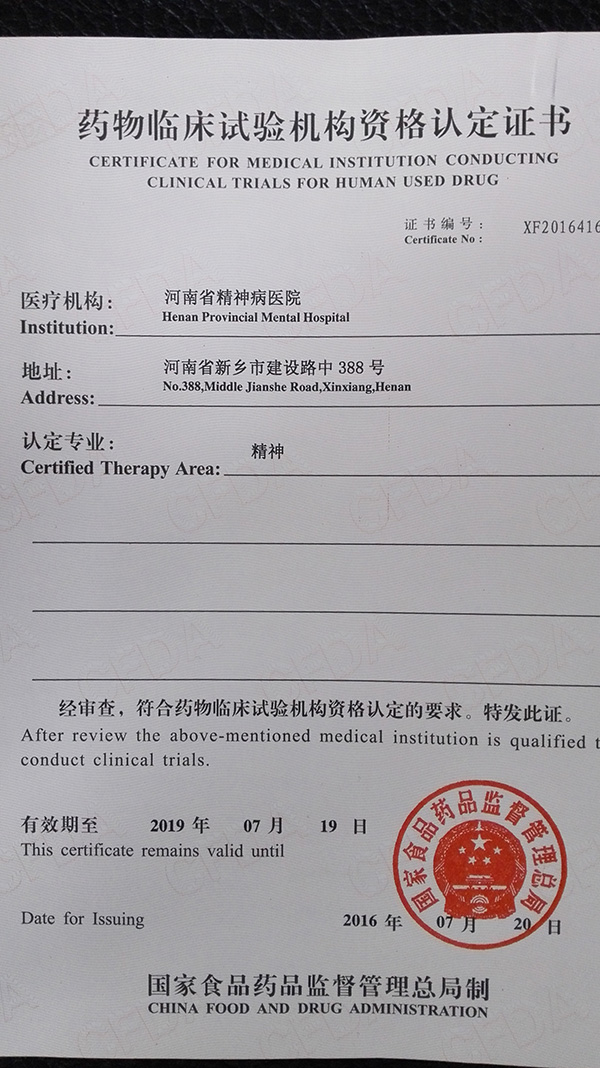 药物临床试验机构资格认定证书
CERTIFICATE FOR MEDICAL INSTITUTION CONDUCTING
CLINICAL TRIALS FOR HUMAN USED DRUG
证书编号： XF2016416
Certificate No :
医疗机构： 河南省精神病医院
Institution: Henan Provincial Mental Hospital
地址： 河南省新乡市建设路中 388 号
Address: No.388,Middle Jianshe Road,Xinxiang,Henan
认定专业： 精神
Certified Therapy Area:
经审查，符合药物临床试验机构资格认定的要求。特发此证。
After review the above-mentioned medical institution is qualified t
conduct clinical trials.
有效期至 2019 年 07 月 19 日
This certificate remains valid until
国家食品药品监督管理总局
Date for Issuing 2016 年 07 月 20 日
国家食品药品监督管理总局制
CHINA FOOD AND DRUG ADMINISTRATION
CFDA